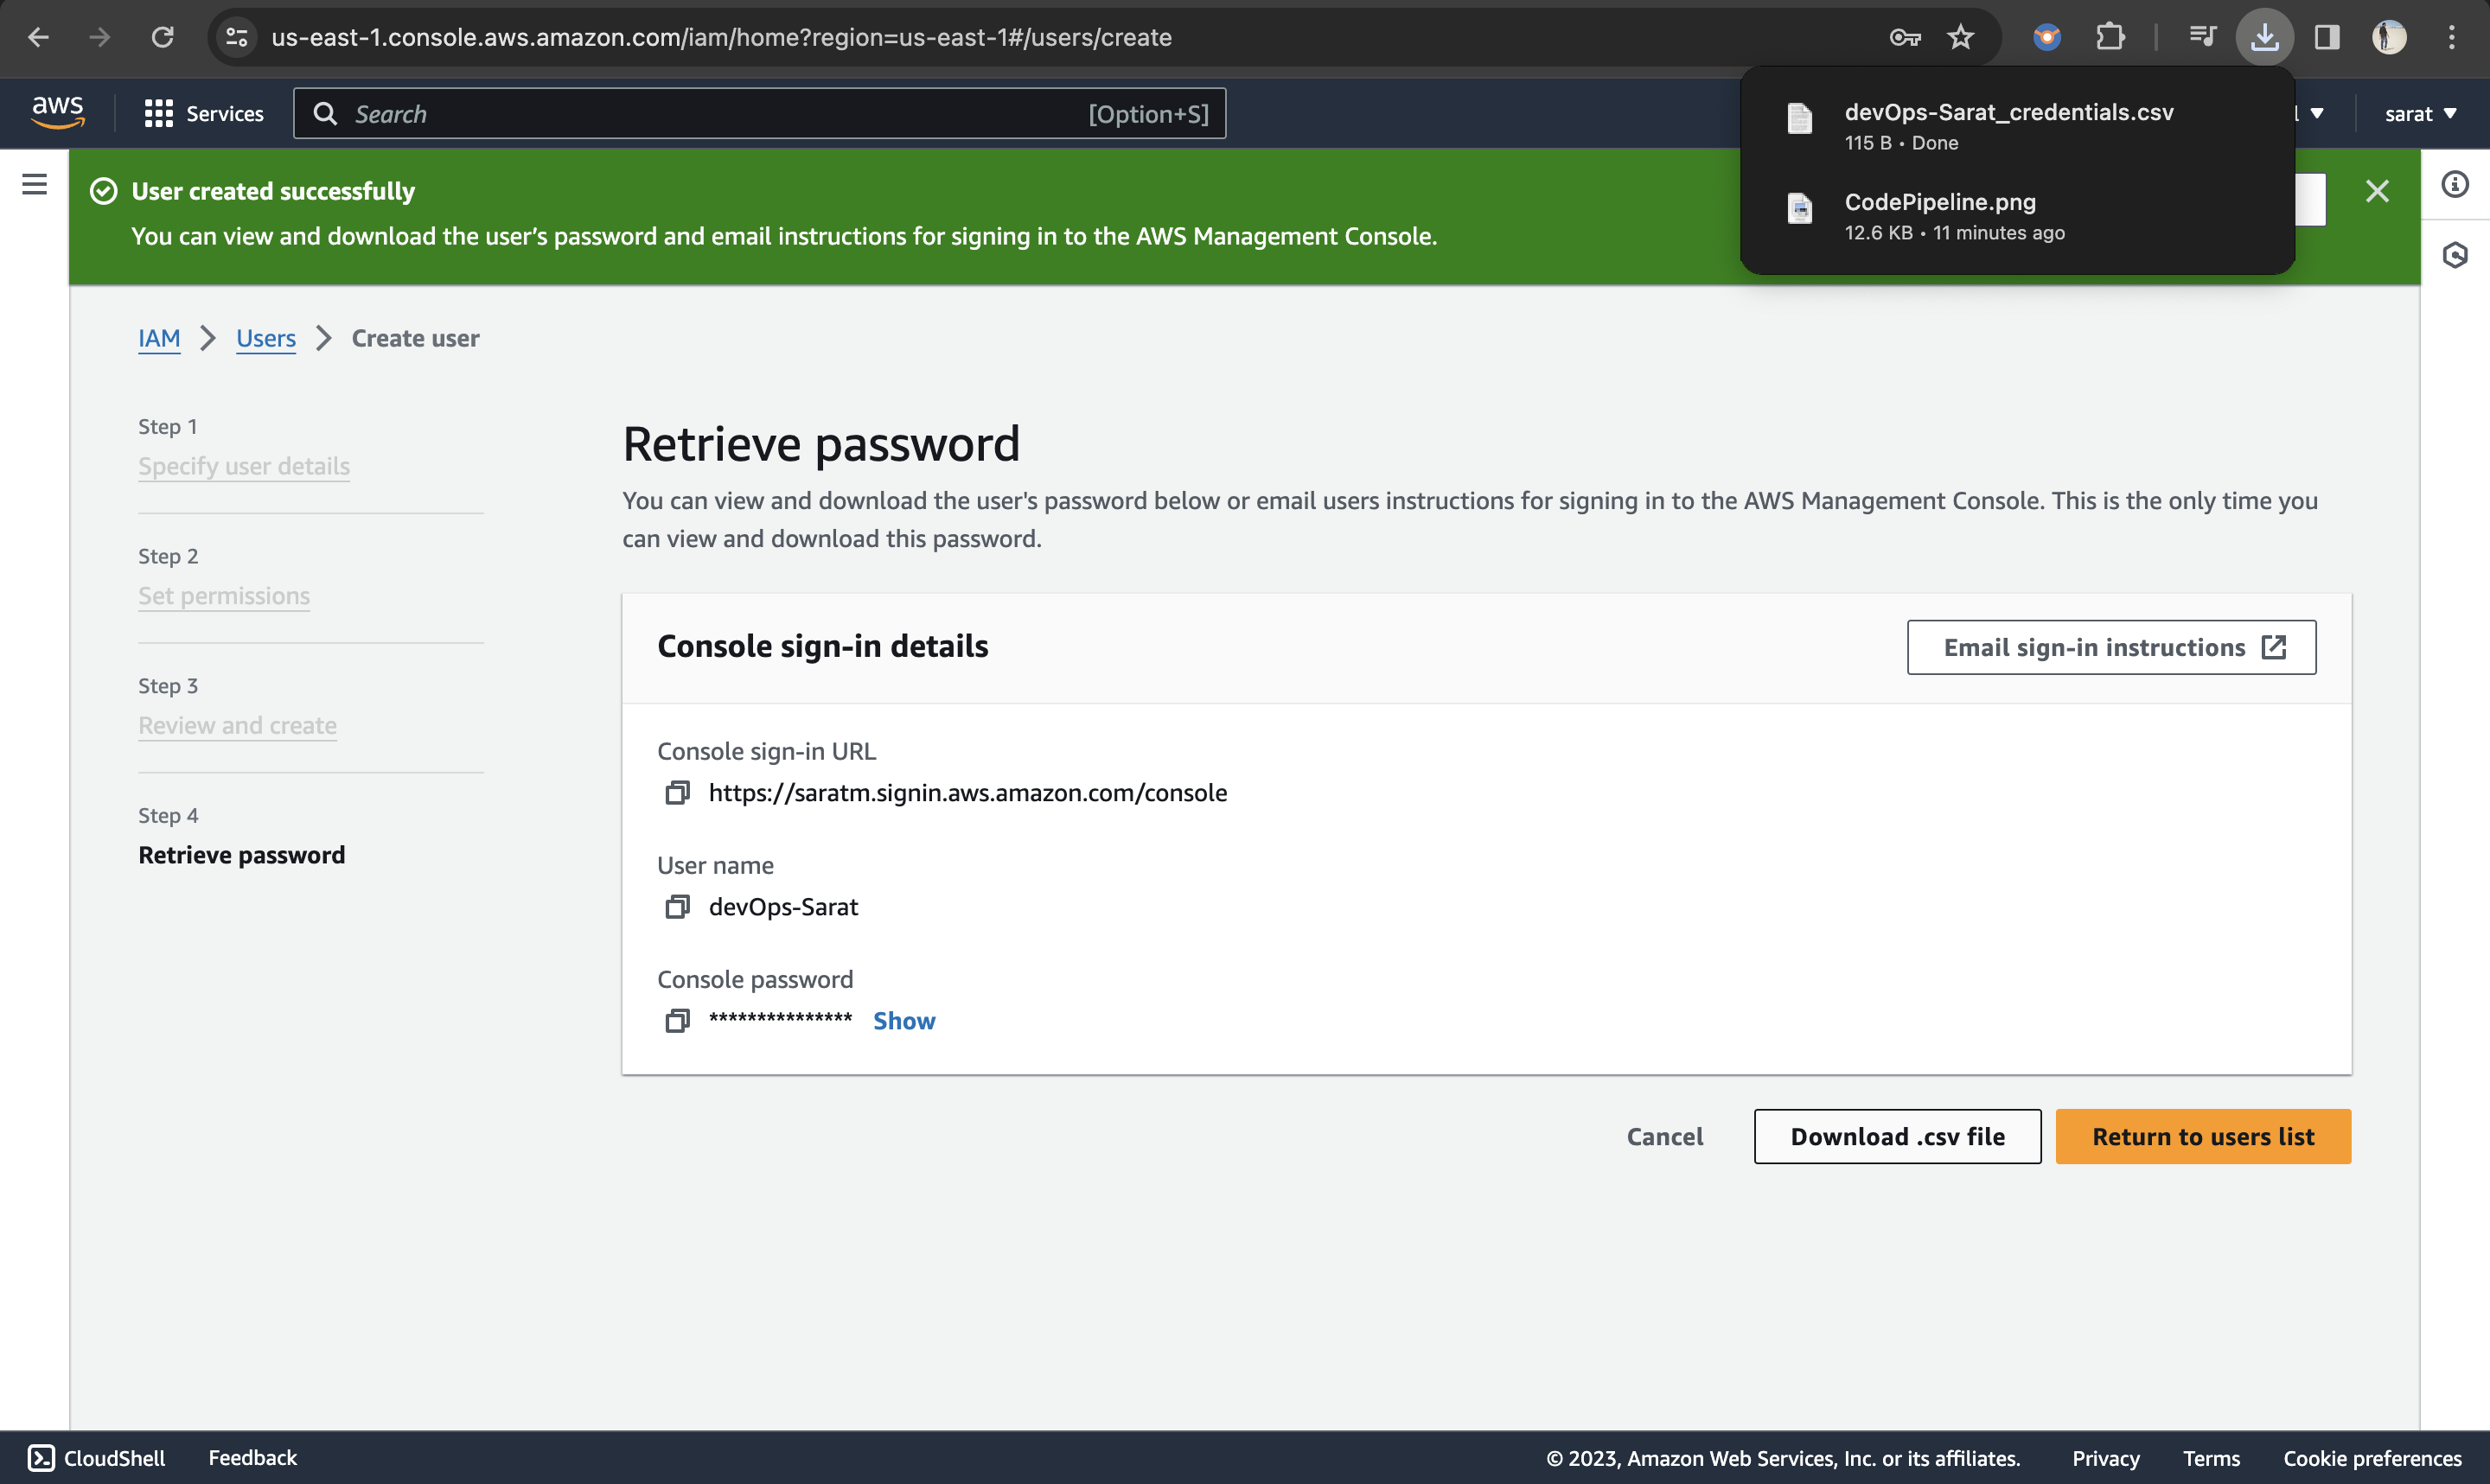 us-east-1.console.aws.amazon.com/iam/home?region=us-east-1#/users/create
aws
Services
Search
[Option+S]
sarat
devOps-Sarat_credentials.csv
115 B • Done
CodePipeline.png
12.6 KB • 11 minutes ago
User created successfully
You can view and download the user's password and email instructions for signing in to the AWS Management Console.
IAM > Users > Create user
Step 1
Specify user details
Step 2
Set permissions
Step 3
Review and create
Step 4
Retrieve password
Retrieve password
You can view and download the user's password below or email users instructions for signing in to the AWS Management Console. This is the only time you
can view and download this password.
Console sign-in details
Email sign-in instructions
Console sign-in URL
https://saratm.signin.aws.amazon.com/console
User name
devOps-Sarat
Console password
*************** Show
Cancel
Download .csv file
Return to users list
CloudShell
Feedback
© 2023, Amazon Web Services, Inc. or its affiliates.
Privacy
Terms
Cookie preferences